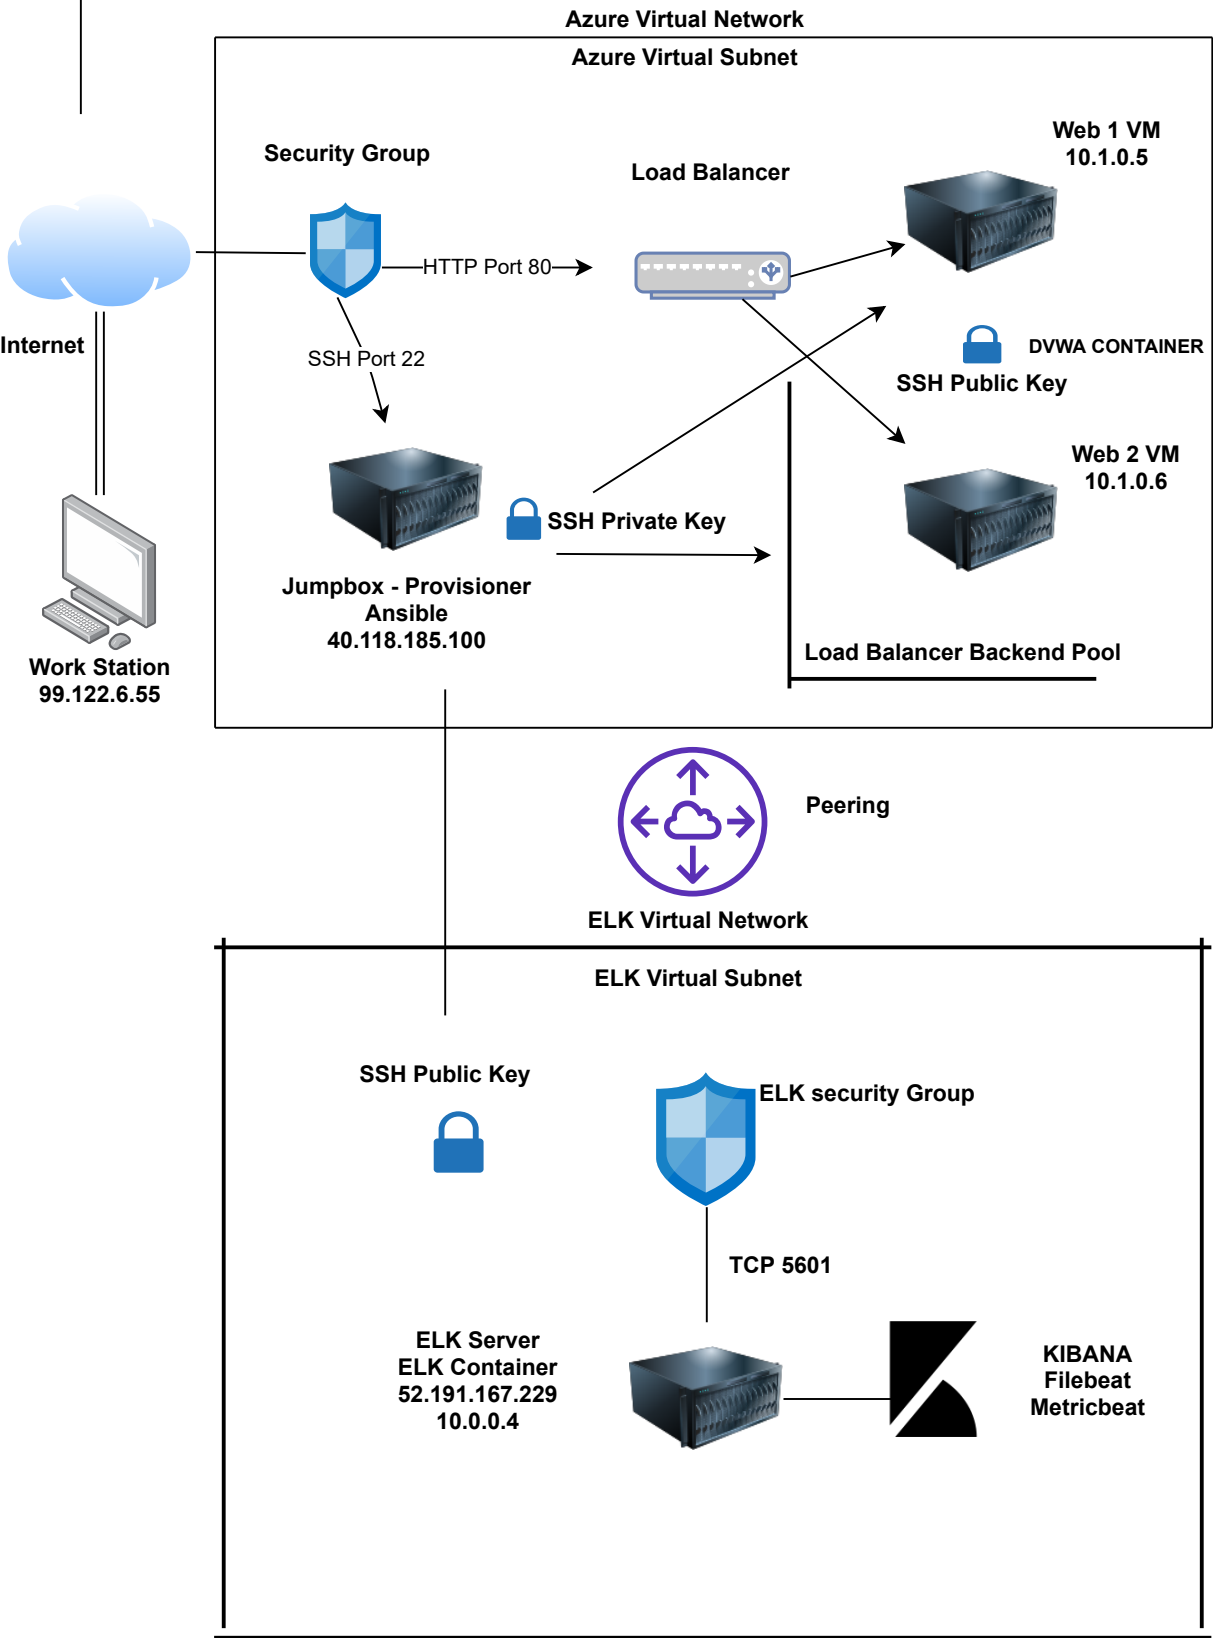 Azure Virtual Network
Azure Virtual Subnet
Security Group
Load Balancer
Web 1 VM
10.1.0.5
HTTP Port 80
Internet
SSH Port 22
DVWA CONTAINER
SSH Public Key
Web 2 VM
10.1.0.6
SSH Private Key
Jumpbox - Provisioner
Ansible
40.118.185.100
Load Balancer Backend Pool
Work Station
99.122.6.55
Peering
ELK Virtual Network
ELK Virtual Subnet
SSH Public Key
ELK security Group
TCP 5601
ELK Server
ELK Container
52.191.167.229
10.0.0.4
KIBANA
Filebeat
Metricbeat